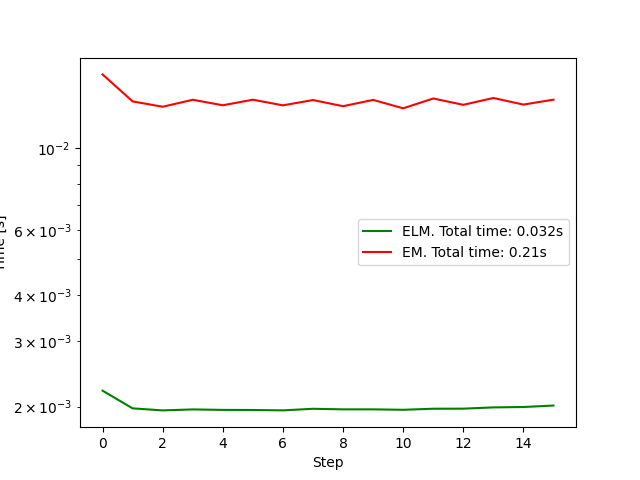 10⁻²
6 × 10⁻³
4 × 10⁻³
3 × 10⁻³
2 × 10⁻³
ELM. Total time: 0.032s
EM. Total time: 0.21s
0 2 4 6 8 10 12 14
Step